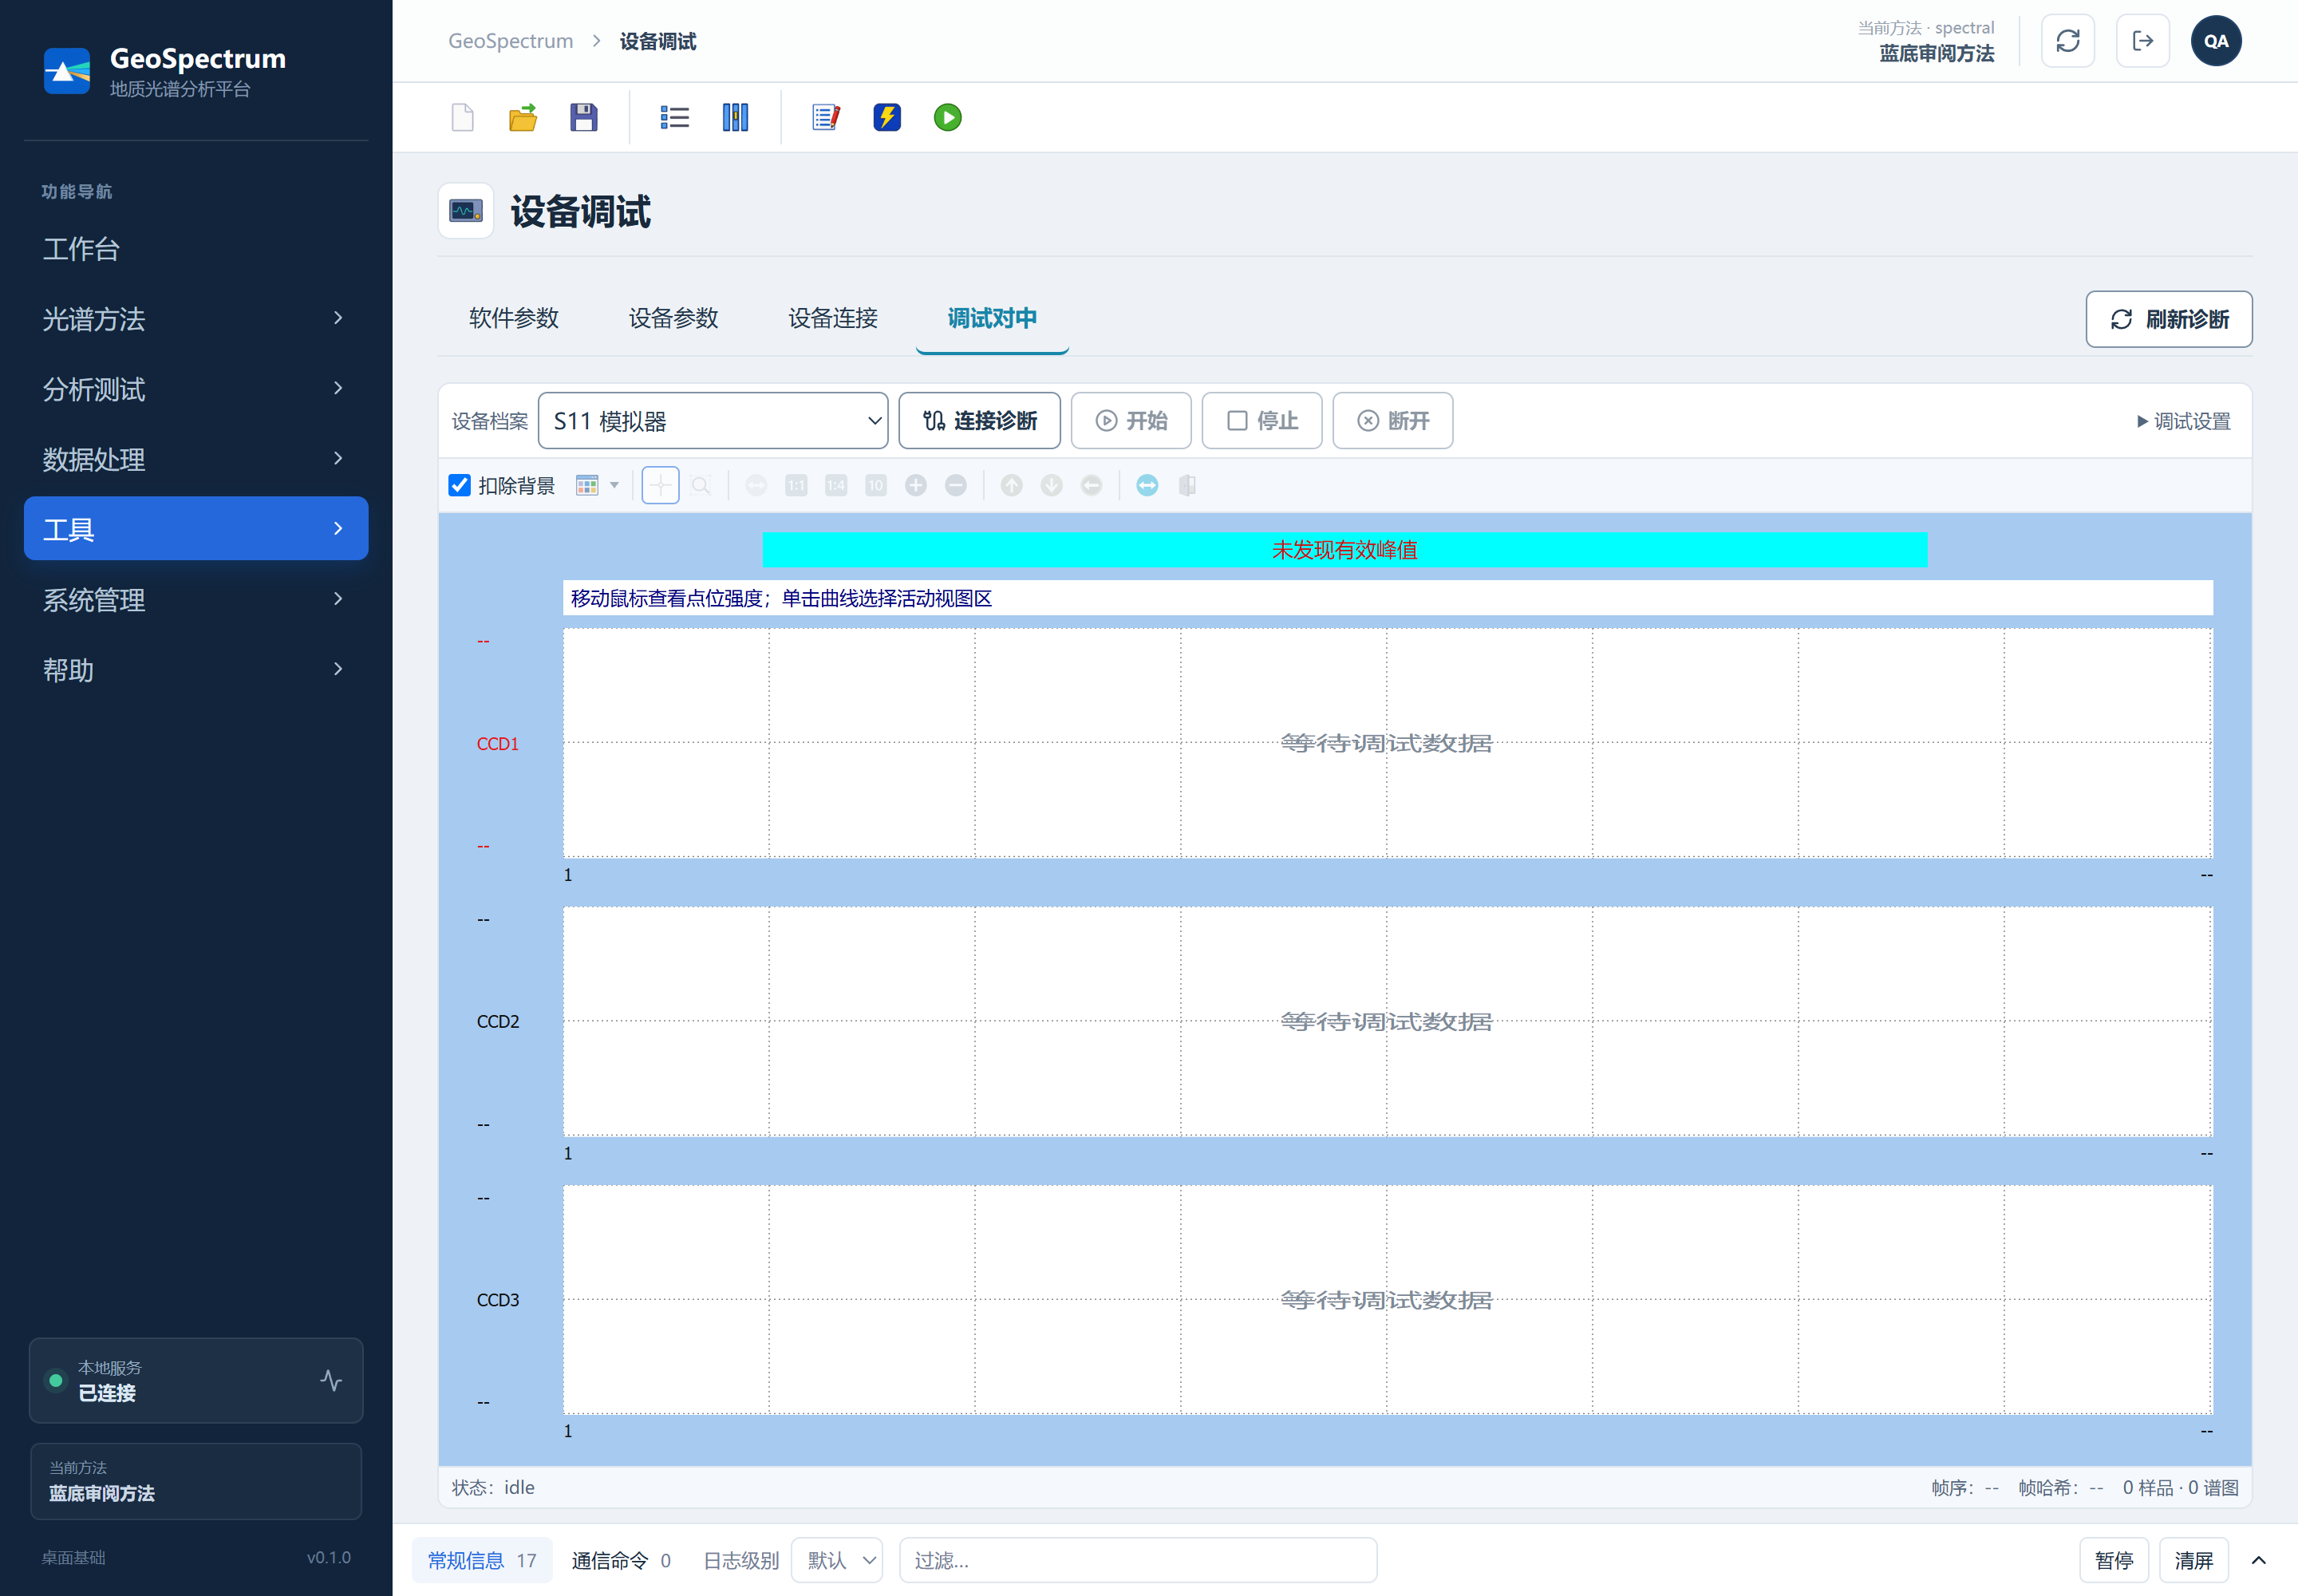 GeoSpectrum
地质光谱分析平台
功能导航
工作台
光谱方法
分析测试
数据处理
工具
系统管理
帮助
本地服务
已连接
当前方法
蓝底审阅方法
桌面基础 v0.1.0
GeoSpectrum 设备调试
当前方法 · spectral
蓝底审阅方法
QA
设备调试
软件参数 设备参数 设备连接 调试对中
刷新诊断
设备档案 S11 模拟器 连接诊断 开始 停止 断开 调试设置
扣除背景 1:1 1:4 10
未发现有效峰值
移动鼠标查看点位强度；单击曲线选择活动视图区
--
CCD1 等待调试数据
--
1 --
--
CCD2 等待调试数据
--
1 --
--
CCD3 等待调试数据
--
1 --
状态：idle 帧序：-- 帧哈希：-- 0 样品 · 0 谱图
常规信息 17 通信命令 0 日志级别 默认 过滤... 暂停 清屏